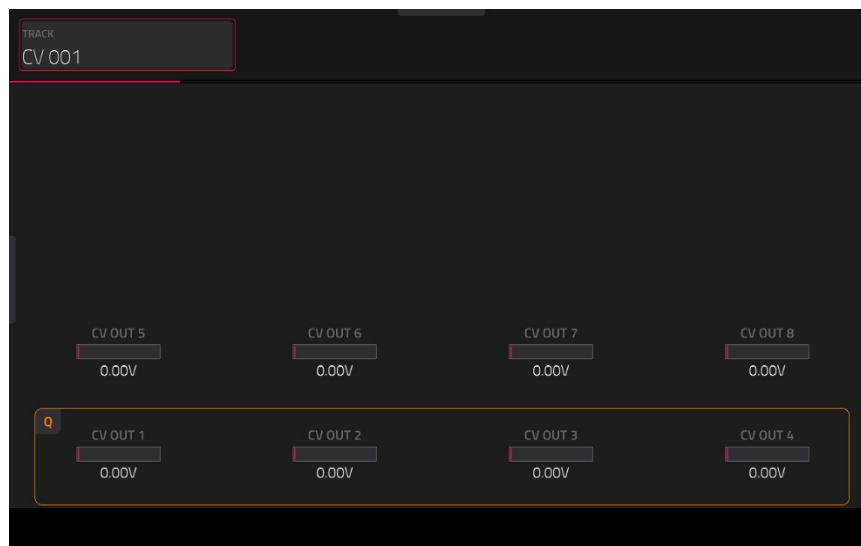 TRACK
CV 001
CV OUT 5 CV OUT 6 CV OUT 7 CV OUT 8
0.00V 0.00V 0.00V 0.00V
Q
CV OUT 1 CV OUT 2 CV OUT 3 CV OUT 4
0.00V 0.00V 0.00V 0.00V